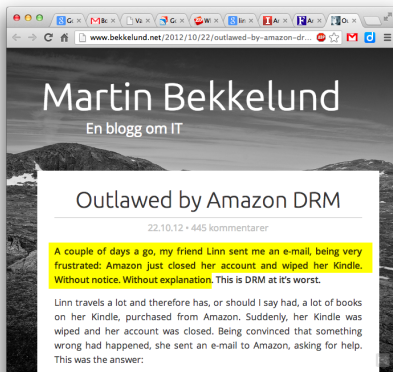 www.bekkelund.net/2012/10/22/outlawed-by-amazon-dr...
Martin Bekkelund
En blogg om IT
Outlawed by Amazon DRM
22.10.12 • 445 kommentarer
A couple of days a go, my friend Linn sent me an e-mail, being very
frustrated: Amazon just closed her account and wiped her Kindle.
Without notice. Without explanation. This is DRM at it's worst.
Linn travels a lot and therefore has, or should I say had, a lot of books
on her Kindle, purchased from Amazon. Suddenly, her Kindle was
wiped and her account was closed. Being convinced that something
wrong had happened, she sent an e-mail to Amazon, asking for help.
This was the answer: